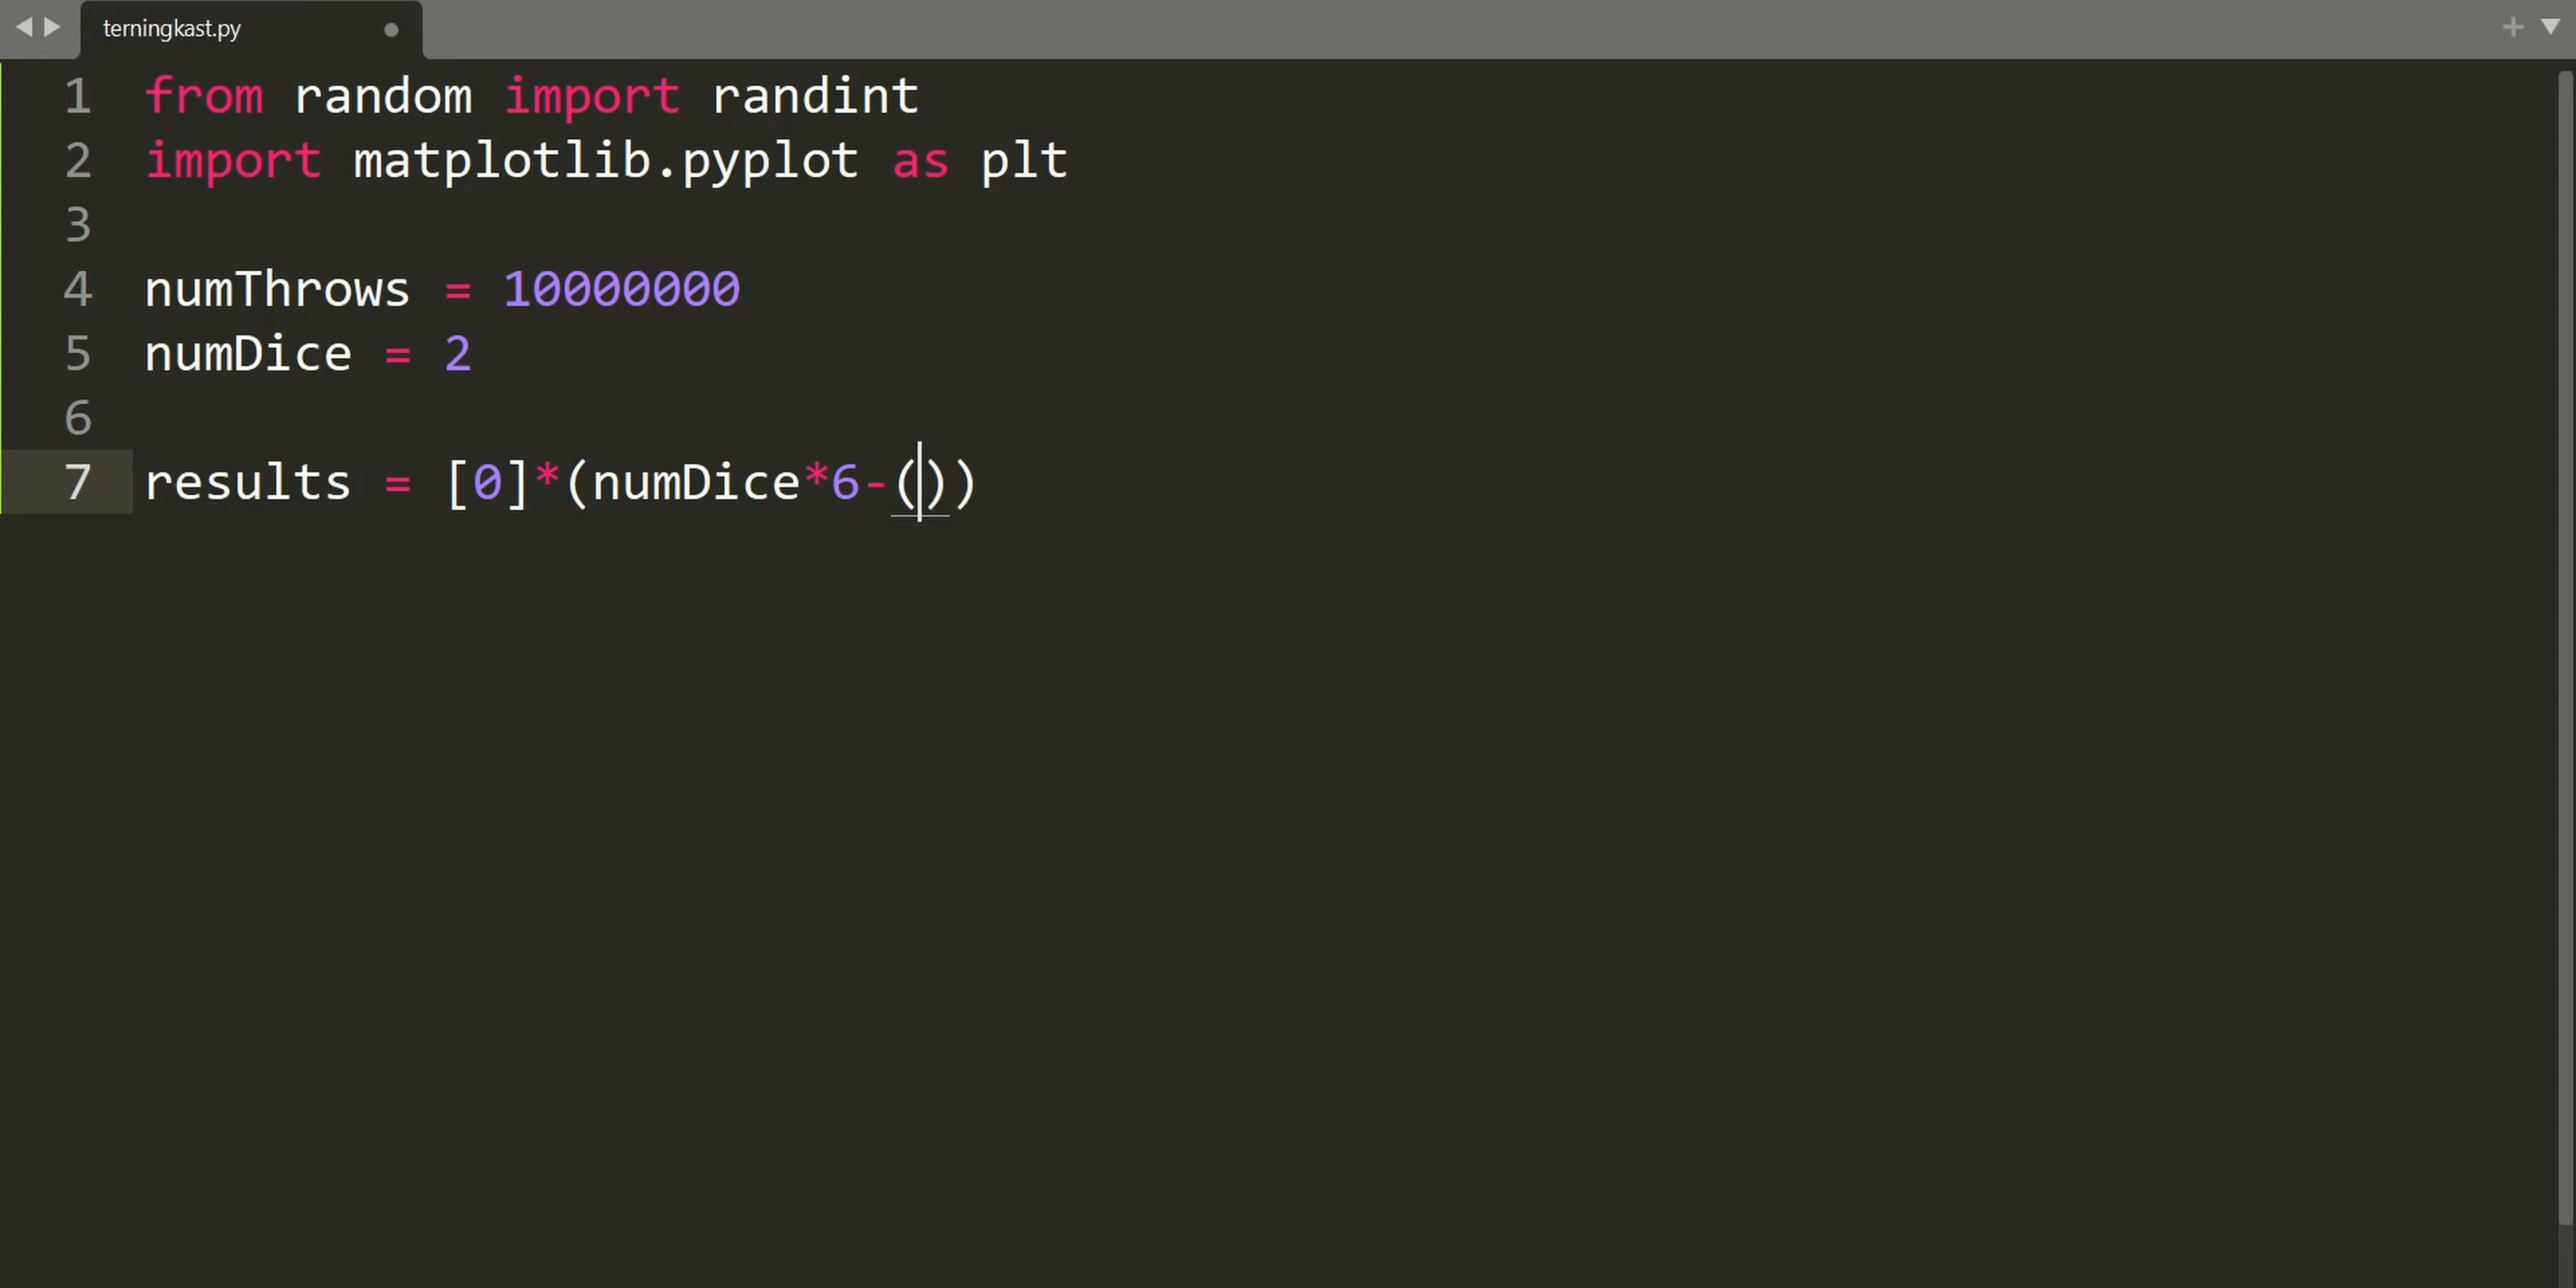 terningkast.py
1 from random import randint
2 import matplotlib.pyplot as plt
3
4 numThrows = 10000000
5 numDice = 2
6
7 results = [0]*(numDice*6-())